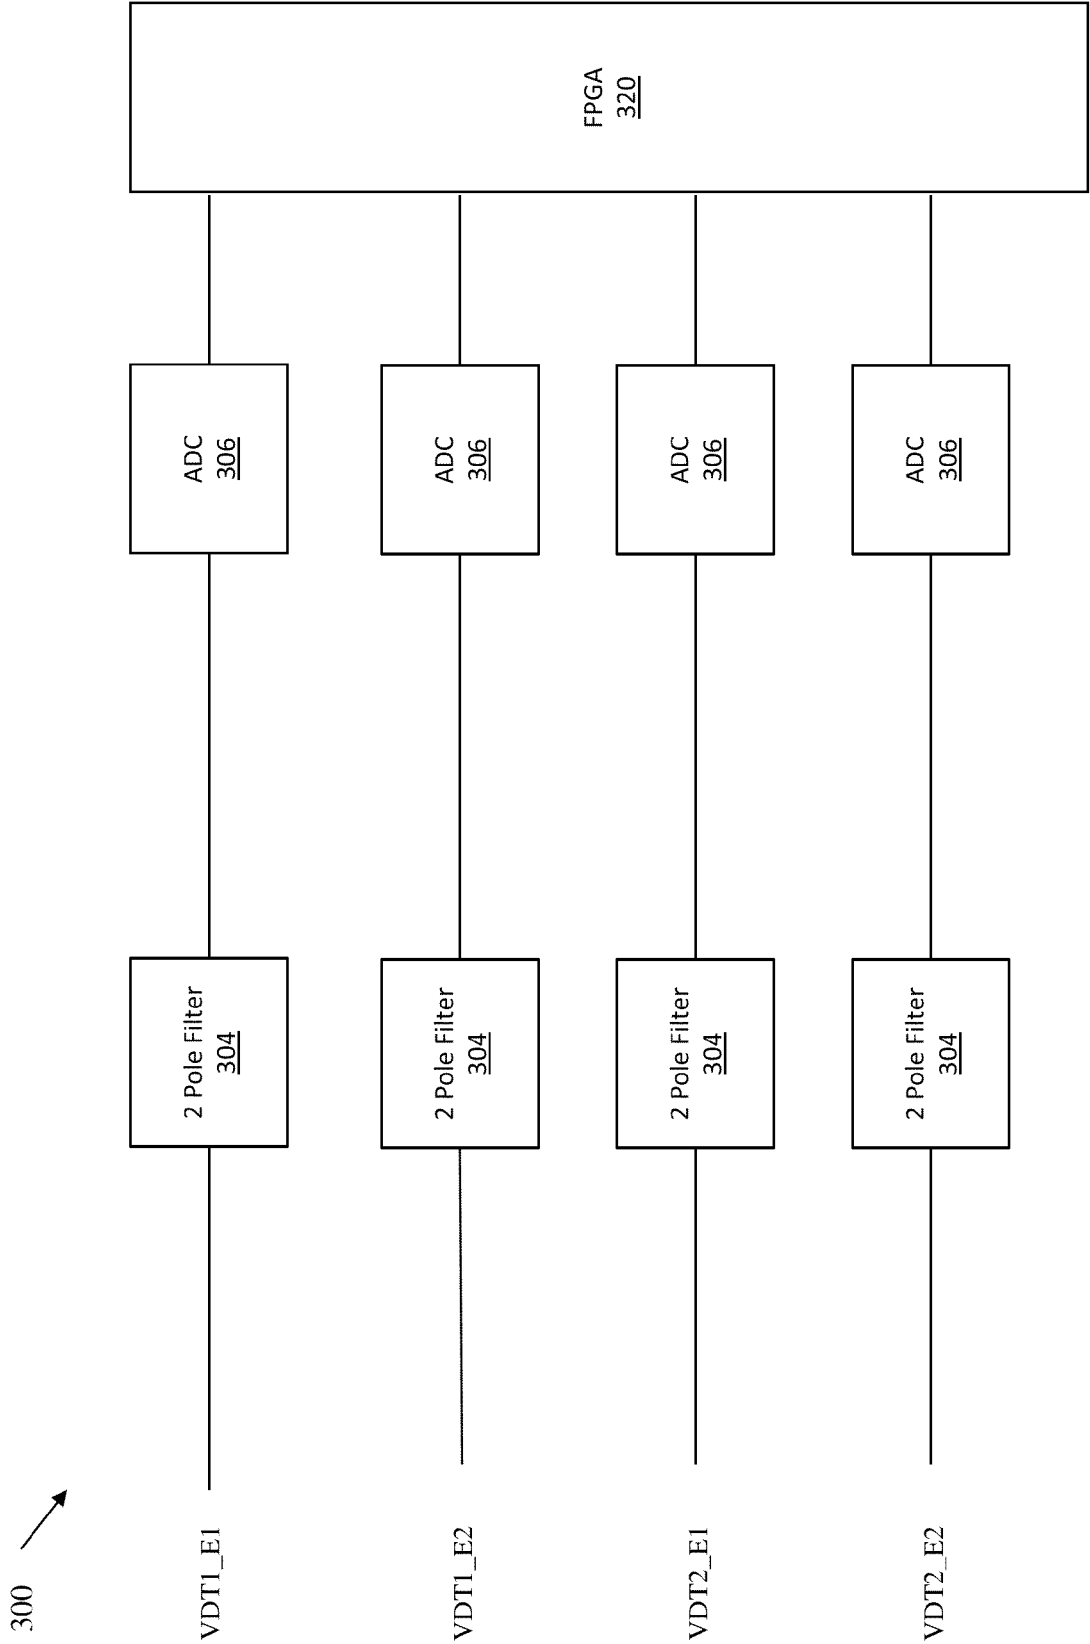 300
VDT1_E1
2 Pole Filter
304
ADC
306
VDT1_E2
2 Pole Filter
304
ADC
306
VDT2_E1
2 Pole Filter
304
ADC
306
VDT2_E2
2 Pole Filter
304
ADC
306
FPGA
320